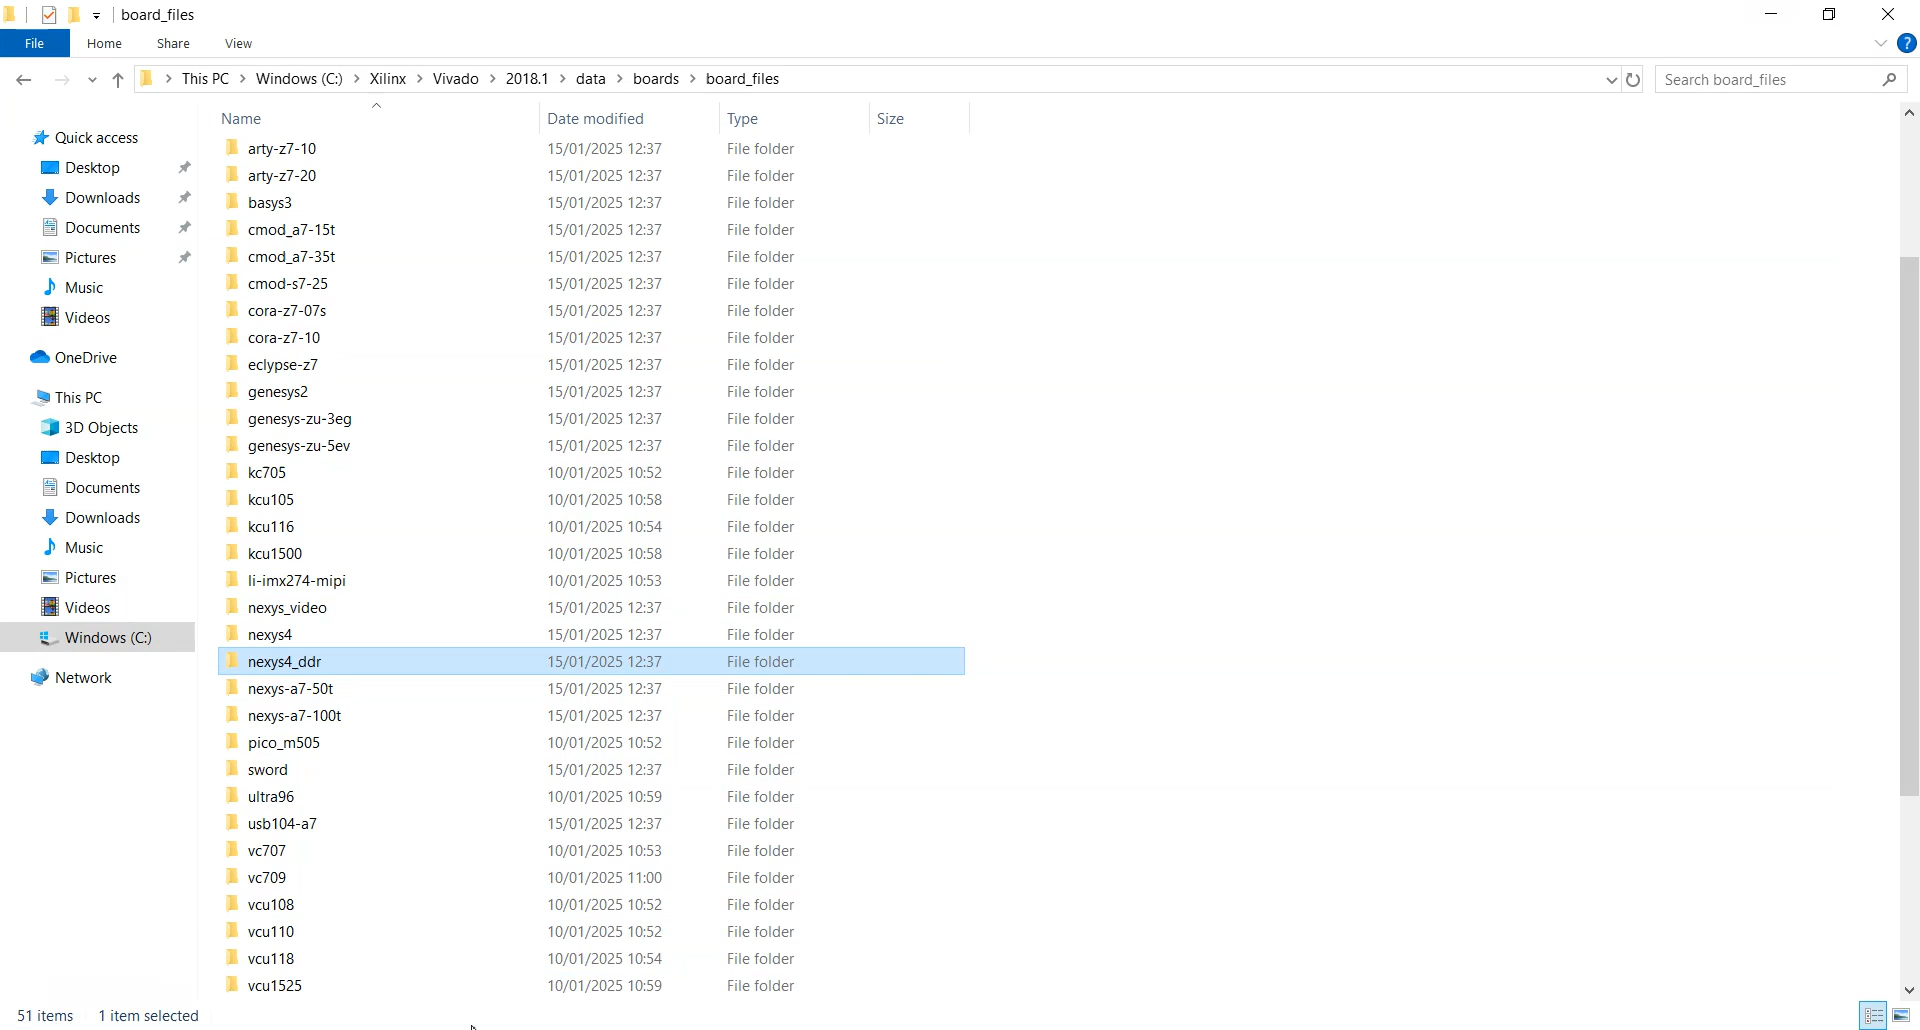 board_files
File Home Share View
This PC > Windows (C:) > Xilinx > Vivado > 2018.1 > data > boards > board_files
Search board_files
Name Date modified Type Size
Quick access
Desktop
Downloads
Documents
Pictures
Music
Videos
OneDrive
This PC
3D Objects
Desktop
Documents
Downloads
Music
Pictures
Videos
Windows (C:)
Network
arty-z7-10 15/01/2025 12:37 File folder
arty-z7-20 15/01/2025 12:37 File folder
basys3 15/01/2025 12:37 File folder
cmod_a7-15t 15/01/2025 12:37 File folder
cmod_a7-35t 15/01/2025 12:37 File folder
cmod-s7-25 15/01/2025 12:37 File folder
cora-z7-07s 15/01/2025 12:37 File folder
cora-z7-10 15/01/2025 12:37 File folder
eclypse-z7 15/01/2025 12:37 File folder
genesys2 15/01/2025 12:37 File folder
genesys-zu-3eg 15/01/2025 12:37 File folder
genesys-zu-5ev 15/01/2025 12:37 File folder
kc705 10/01/2025 10:52 File folder
kcu105 10/01/2025 10:58 File folder
kcu116 10/01/2025 10:54 File folder
kcu1500 10/01/2025 10:58 File folder
li-imx274-mipi 10/01/2025 10:53 File folder
nexys_video 15/01/2025 12:37 File folder
nexys4 15/01/2025 12:37 File folder
nexys4_ddr 15/01/2025 12:37 File folder
nexys-a7-50t 15/01/2025 12:37 File folder
nexys-a7-100t 15/01/2025 12:37 File folder
pico_m505 10/01/2025 10:52 File folder
sword 15/01/2025 12:37 File folder
ultra96 10/01/2025 10:59 File folder
usb104-a7 15/01/2025 12:37 File folder
vc707 10/01/2025 10:53 File folder
vc709 10/01/2025 11:00 File folder
vcu108 10/01/2025 10:52 File folder
vcu110 10/01/2025 10:52 File folder
vcu118 10/01/2025 10:54 File folder
vcu1525 10/01/2025 10:59 File folder
51 items 1 item selected